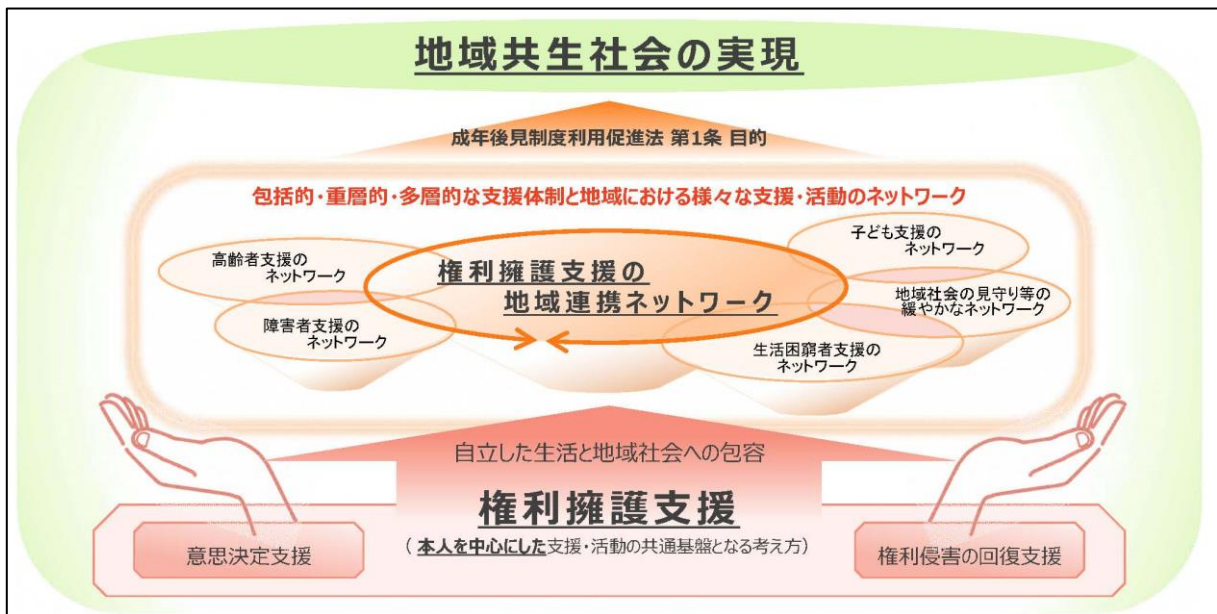 地域共生社会の実現
成年後見制度利用促進法 第1条 目的
包括的・重層的・多層的な支援体制と地域における様々な支援・活動のネットワーク
高齢者支援の
ネットワーク
障害者支援の
ネットワーク
権利擁護支援の
地域連携ネットワーク
子ども支援の
ネットワーク
地域社会の見守り等の
緩やかなネットワーク
生活困窮者支援の
ネットワーク
自立した生活と地域社会への包容
権利擁護支援
(本人を中心にした支援・活動の共通基盤となる考え方)
意思決定支援
権利侵害の回復支援